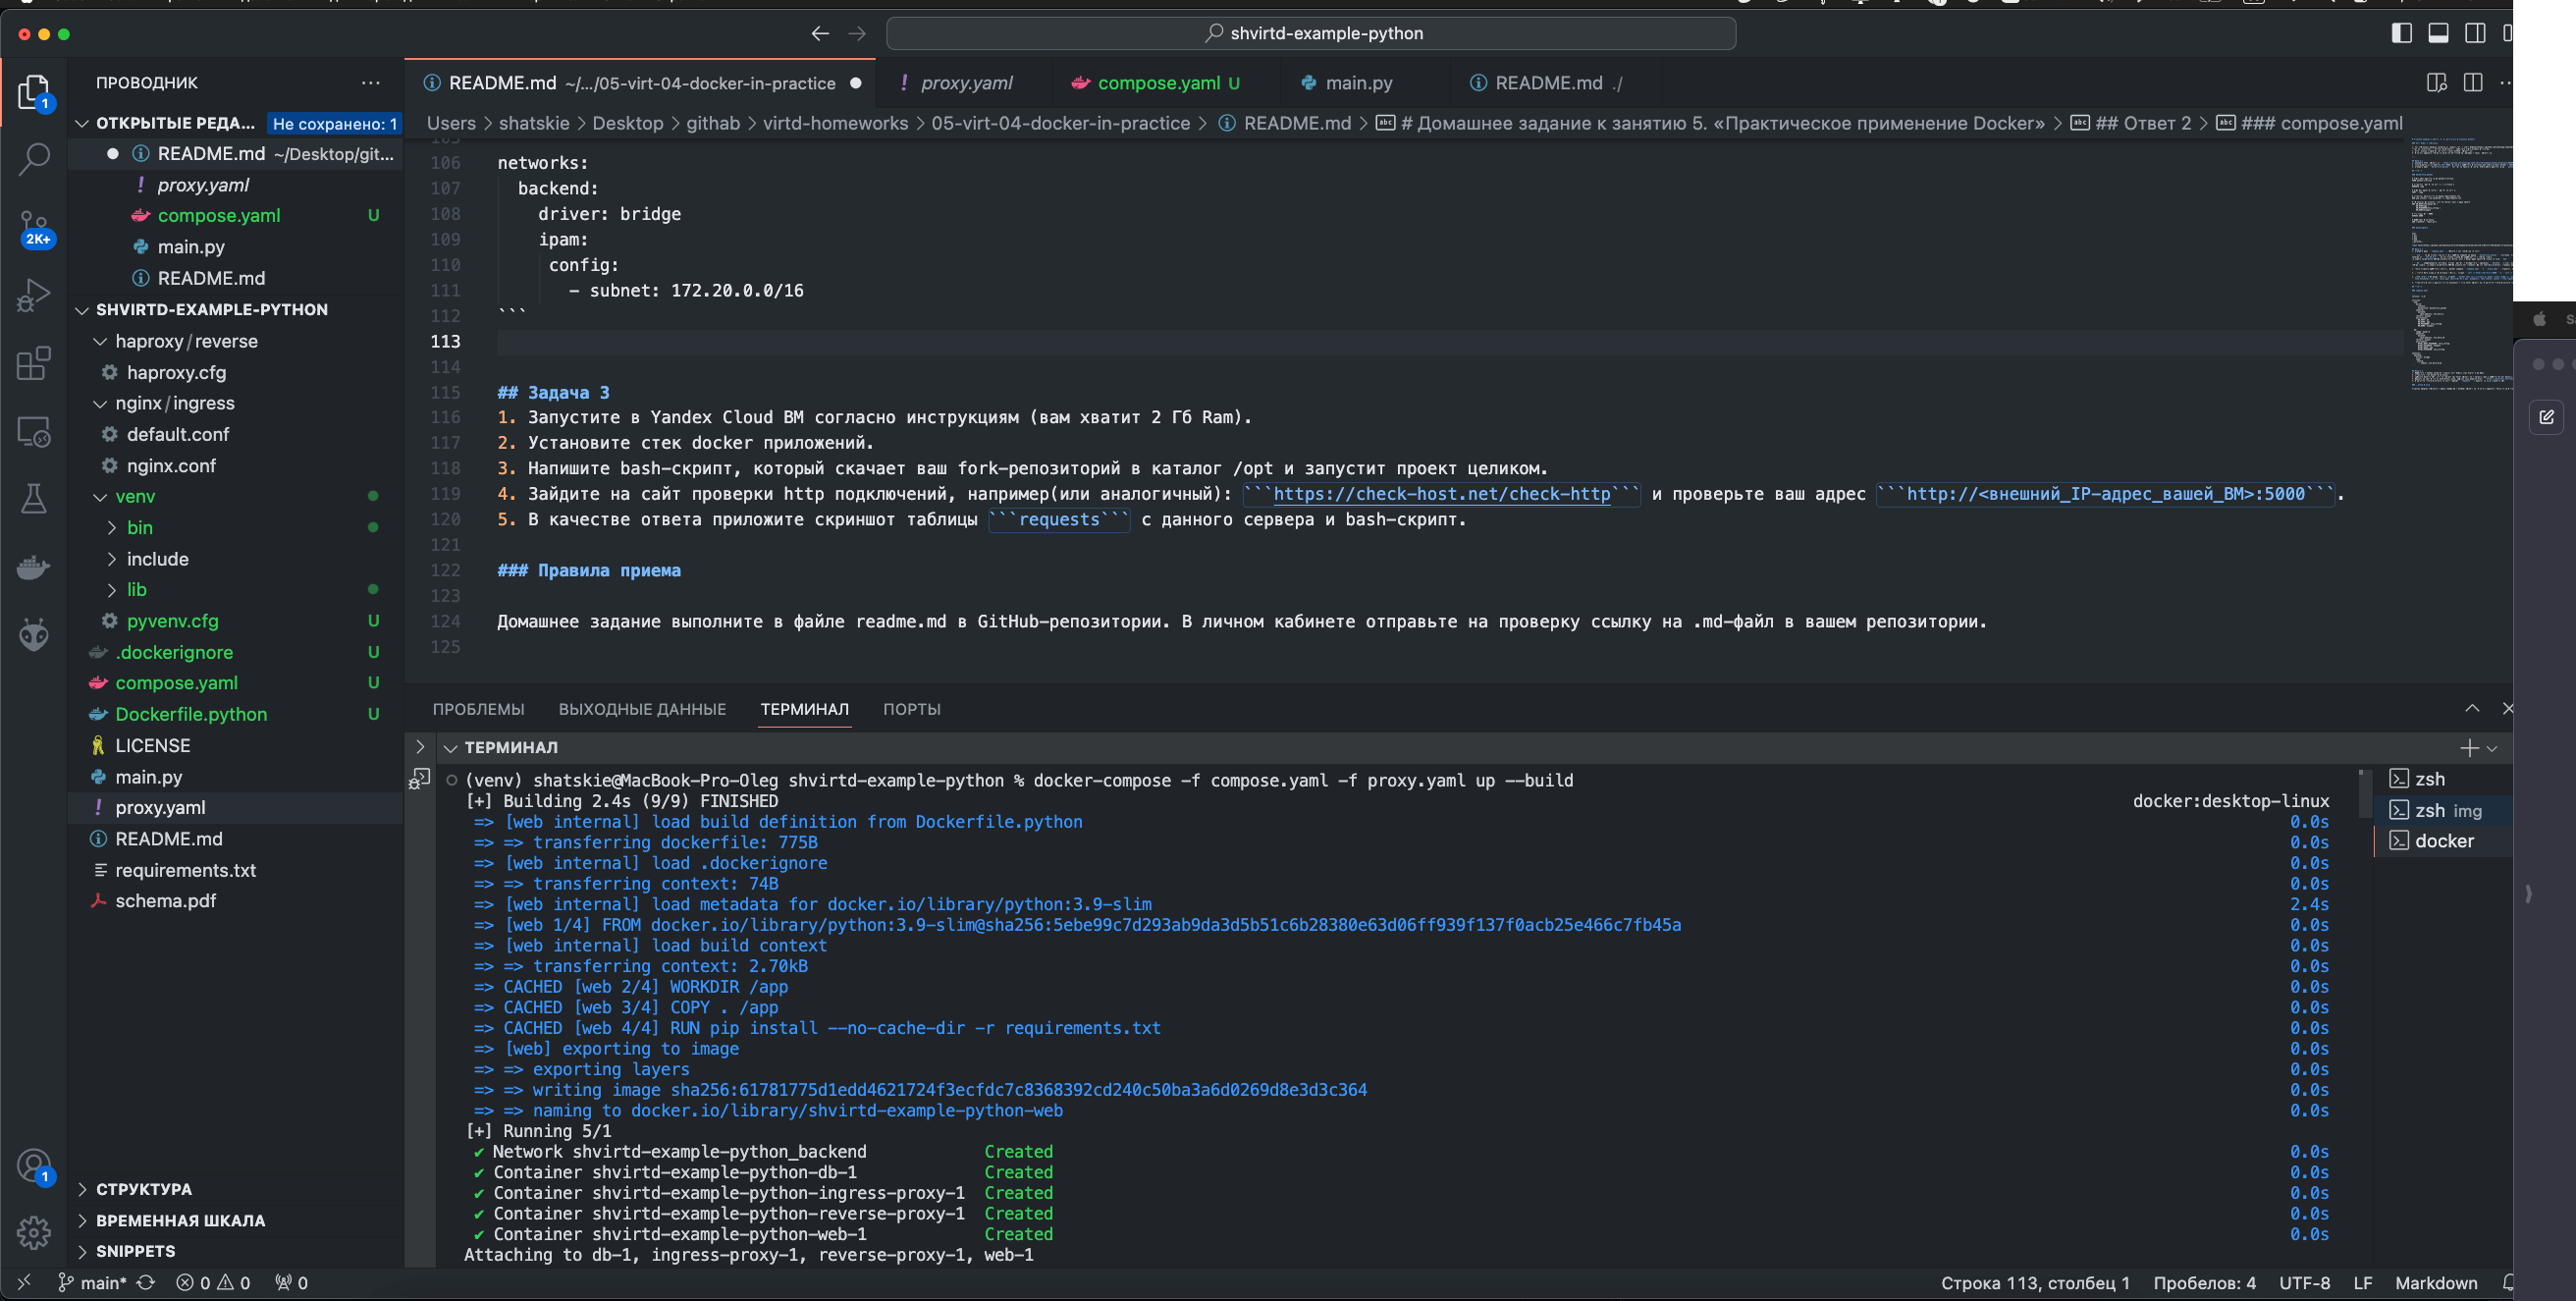 shvirtd-example-python
ПРОВОДНИК
ОТКРЫТЫЕ РЕДА... Не сохранено: 1
README.md ~/Desktop/git...
proxy.yaml
compose.yaml U
main.py
README.md
SHVIRTD-EXAMPLE-PYTHON
haproxy/reverse
haproxy.cfg
nginx/ingress
default.conf
nginx.conf
venv
bin
include
lib
pyvenv.cfg U
.dockerignore U
compose.yaml U
Dockerfile.python U
LICENSE
main.py
proxy.yaml
README.md
requirements.txt
schema.pdf
СТРУКТУРА
ВРЕМЕННАЯ ШКАЛА
SNIPPETS
1
2K+
1
README.md ~/.../05-virt-04-docker-in-practice
proxy.yaml
compose.yaml U
main.py
README.md ./
Users > shatskie > Desktop > githab > virtd-homeworks > 05-virt-04-docker-in-practice > README.md > # Домашнее задание к занятию 5. «Практическое применение Docker» > ## Ответ 2 > ### compose.yaml
106 networks:
107 backend:
108 driver: bridge
109 ipam:
110 config:
111 - subnet: 172.20.0.0/16
112 ```
113
114
115 ## Задача 3
116 1. Запустите в Yandex Cloud ВМ согласно инструкциям (вам хватит 2 Гб Ram).
117 2. Установите стек docker приложений.
118 3. Напишите bash-скрипт, который скачает ваш fork-репозиторий в каталог /opt и запустит проект целиком.
119 4. Зайдите на сайт проверки http подключений, например(или аналогичный): ```https://check-host.net/check-http``` и проверьте ваш адрес ```http://<внешний_IP-адрес_вашей_ВМ>:5000```.
120 5. В качестве ответа приложите скриншот таблицы ```requests``` с данного сервера и bash-скрипт.
121
122 ### Правила приема
123
124 Домашнее задание выполните в файле readme.md в GitHub-репозитории. В личном кабинете отправьте на проверку ссылку на .md-файл в вашем репозитории.
125
ПРОБЛЕМЫ ВЫХОДНЫЕ ДАННЫЕ ТЕРМИНАЛ ПОРТЫ
ТЕРМИНАЛ
(venv) shatskie@MacBook-Pro-Oleg shvirtd-example-python % docker-compose -f compose.yaml -f proxy.yaml up --build
[+] Building 2.4s (9/9) FINISHED docker:desktop-linux
=> [web internal] load build definition from Dockerfile.python 0.0s
=> => transferring dockerfile: 775B 0.0s
=> [web internal] load .dockerignore 0.0s
=> => transferring context: 74B 0.0s
=> [web internal] load metadata for docker.io/library/python:3.9-slim 2.4s
=> [web 1/4] FROM docker.io/library/python:3.9-slim@sha256:5ebe99c7d293ab9da3d5b51c6b28380e63d06ff939f137f0acb25e466c7fb45a 0.0s
=> [web internal] load build context 0.0s
=> => transferring context: 2.70kB 0.0s
=> CACHED [web 2/4] WORKDIR /app 0.0s
=> CACHED [web 3/4] COPY . /app 0.0s
=> CACHED [web 4/4] RUN pip install --no-cache-dir -r requirements.txt 0.0s
=> [web] exporting to image 0.0s
=> => exporting layers 0.0s
=> => writing image sha256:61781775d1edd4621724f3ecfdc7c8368392cd240c50ba3a6d0269d8e3d3c364 0.0s
=> => naming to docker.io/library/shvirtd-example-python-web 0.0s
[+] Running 5/1
✔ Network shvirtd-example-python_backend Created 0.0s
✔ Container shvirtd-example-python-db-1 Created 0.0s
✔ Container shvirtd-example-python-ingress-proxy-1 Created 0.0s
✔ Container shvirtd-example-python-reverse-proxy-1 Created 0.0s
✔ Container shvirtd-example-python-web-1 Created 0.0s
Attaching to db-1, ingress-proxy-1, reverse-proxy-1, web-1
zsh
zsh img
docker
main* 0 0 0
Строка 113, столбец 1 Пробелов: 4 UTF-8 LF Markdown